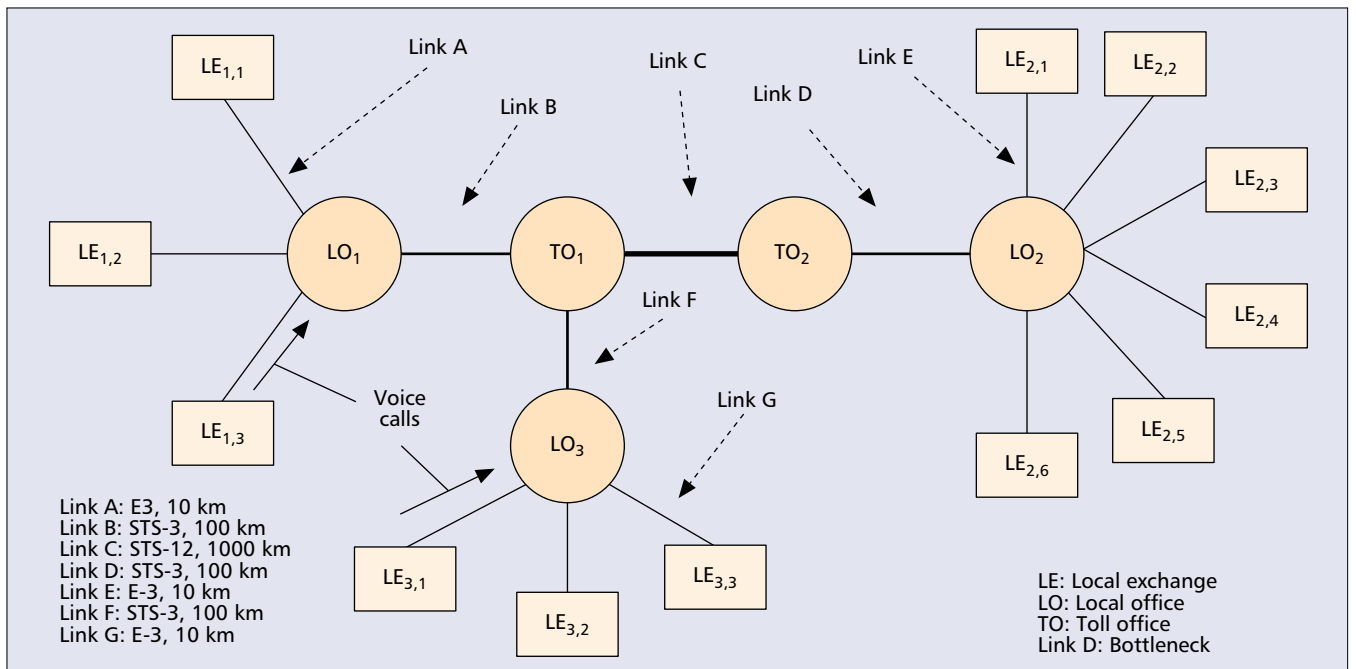 Link A
Link B
Link C
Link D
Link E
LE1,1
LE1,2
LE1,3
LO1
TO1
TO2
LO2
LE2,1
LE2,2
LE2,3
LE2,4
LE2,5
LE2,6
Link F
Voice
calls
LO3
Link G
LE3,1
LE3,2
LE3,3
Link A: E3, 10 km
Link B: STS-3, 100 km
Link C: STS-12, 1000 km
Link D: STS-3, 100 km
Link E: E-3, 10 km
Link F: STS-3, 100 km
Link G: E-3, 10 km
LE: Local exchange
LO: Local office
TO: Toll office
Link D: Bottleneck